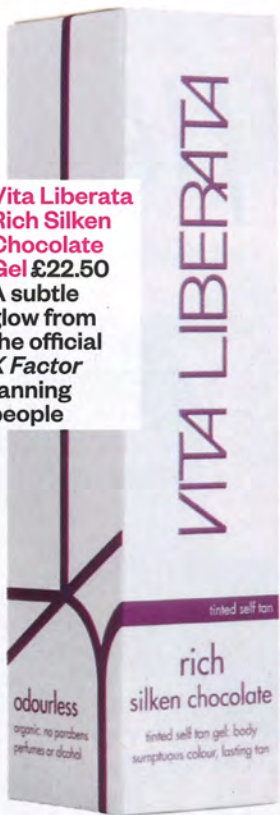 Vita Liberata
Rich Silken
Chocolate
Gel £22.50
A subtle
glow from
the official
X Factor
tanning
people
VITA LIBERATA
tinted self tan
rich
silken chocolate
tinted self tan gel: body
sumptuous colour, lasting tan
odourless
organic. no parabens
perfumes or alcohol